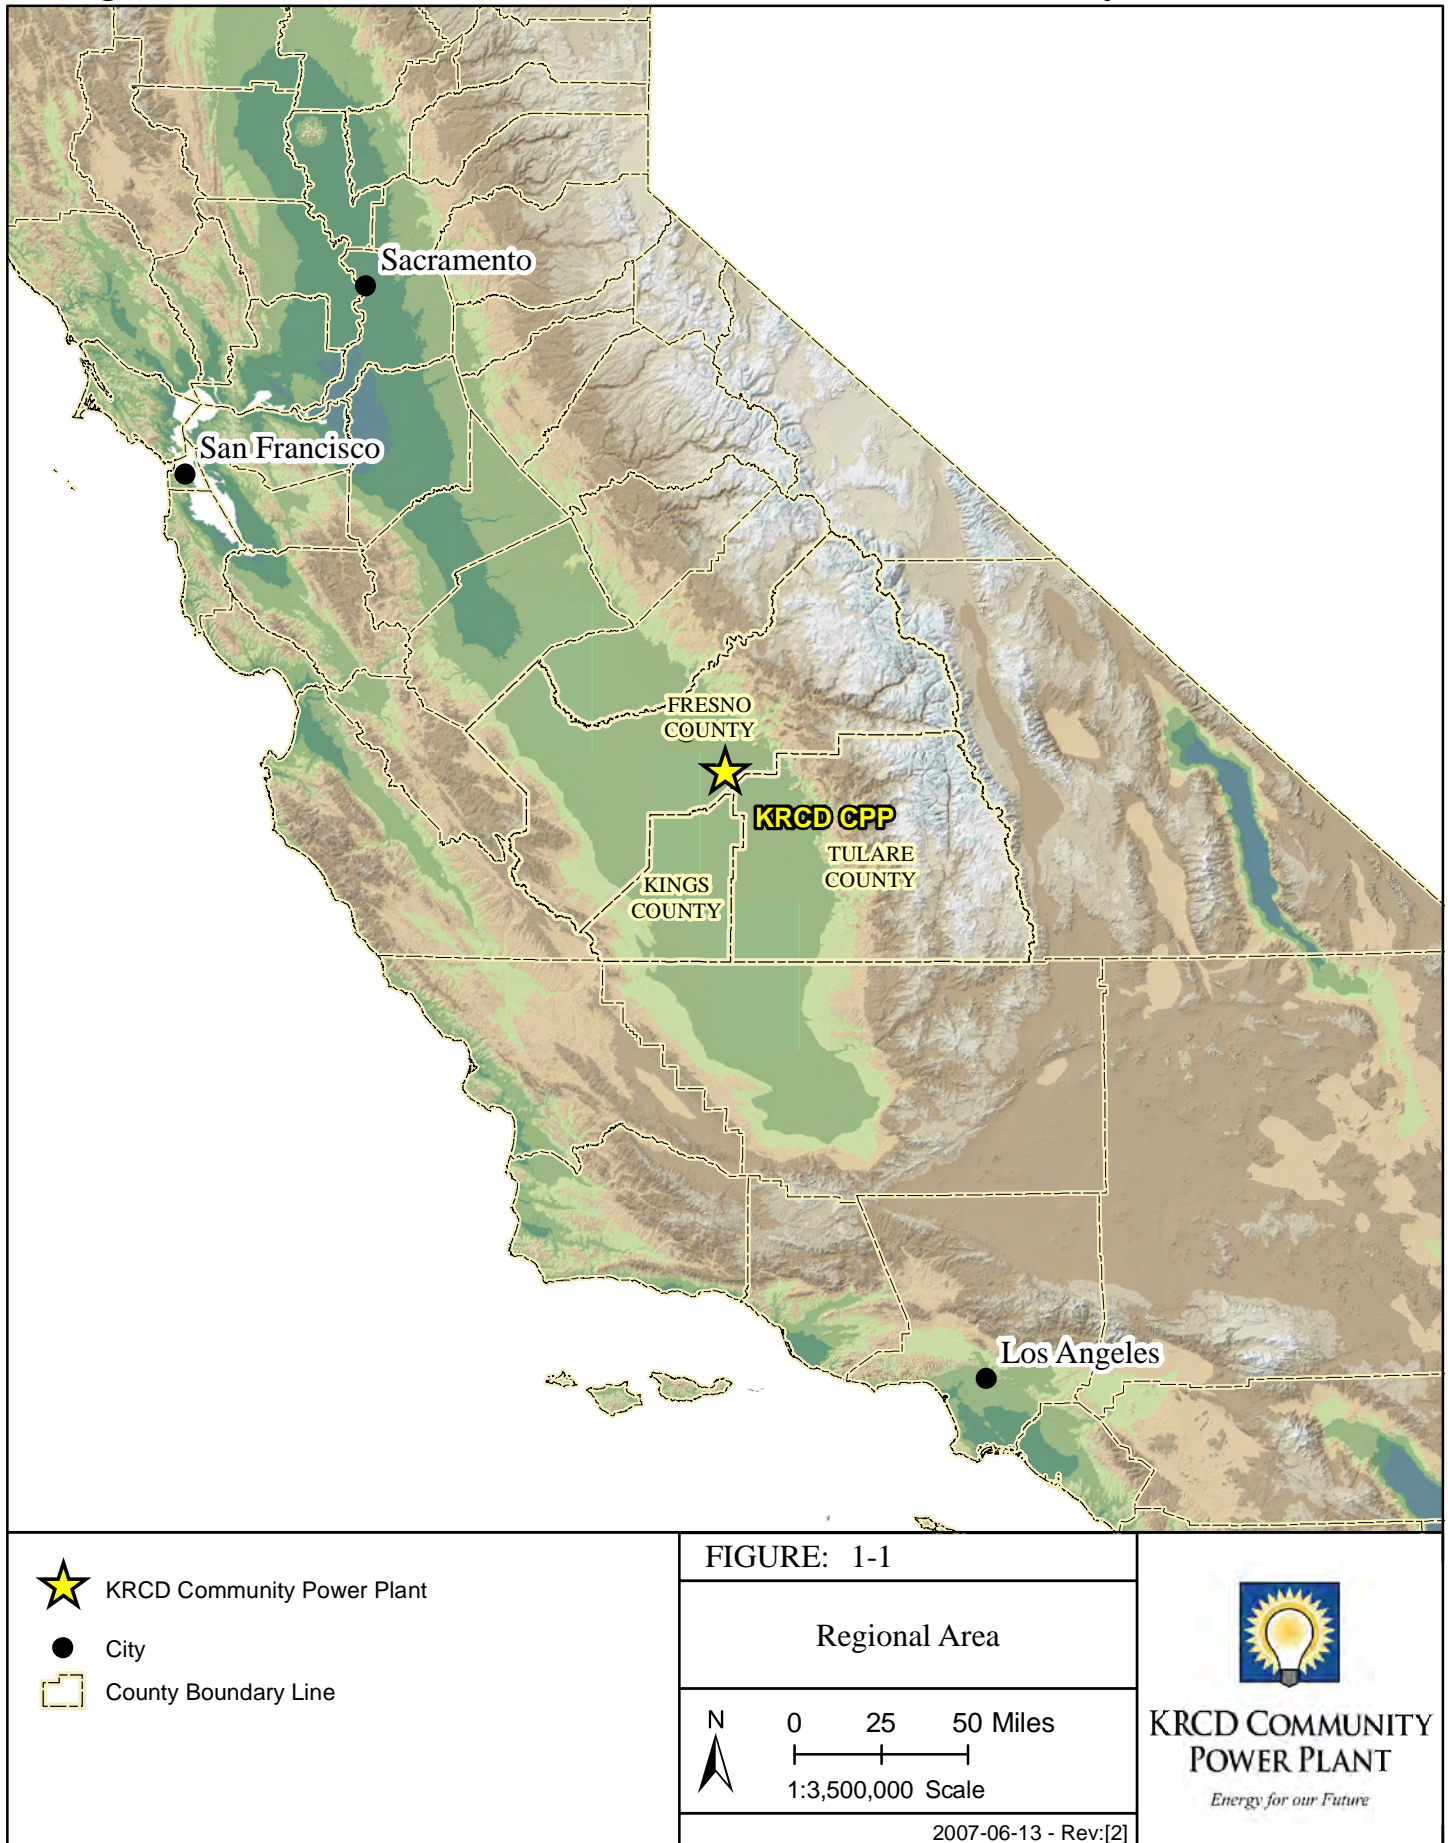 Sacramento
San Francisco
FRESNO
COUNTY
KRCD CPP
TULARE
COUNTY
KINGS
COUNTY
Los Angeles
KRCD Community Power Plant
City
County Boundary Line
FIGURE: 1-1
Regional Area
N
0 25 50 Miles
1:3,500,000 Scale
2007-06-13 - Rev:[2]
KRCD COMMUNITY
POWER PLANT
Energy for our Future